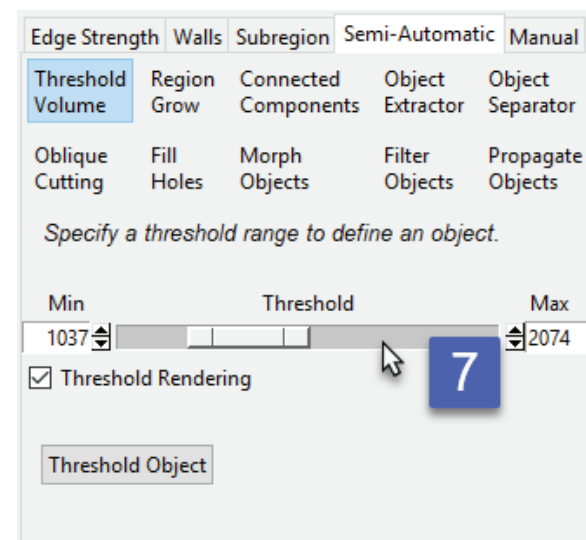 Edge Strength Walls Subregion Semi-Automatic Manual
Threshold Region Connected Object Object
Volume Grow Components Extractor Separator
Oblique Fill Morph Filter Propagate
Cutting Holes Objects Objects Objects
Specify a threshold range to define an object.
Min Threshold Max
1037 2074
7
Threshold Rendering
Threshold Object